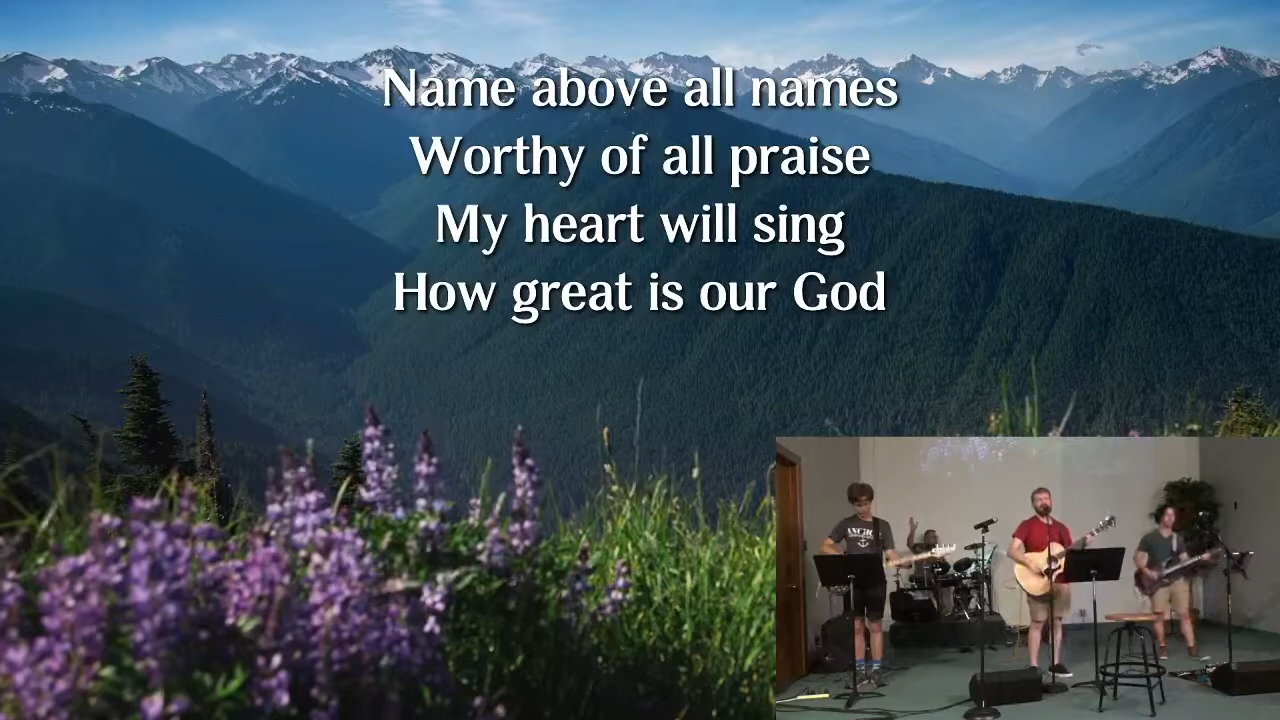 Name above all names
Worthy of all praise
My heart will sing
How great is our God